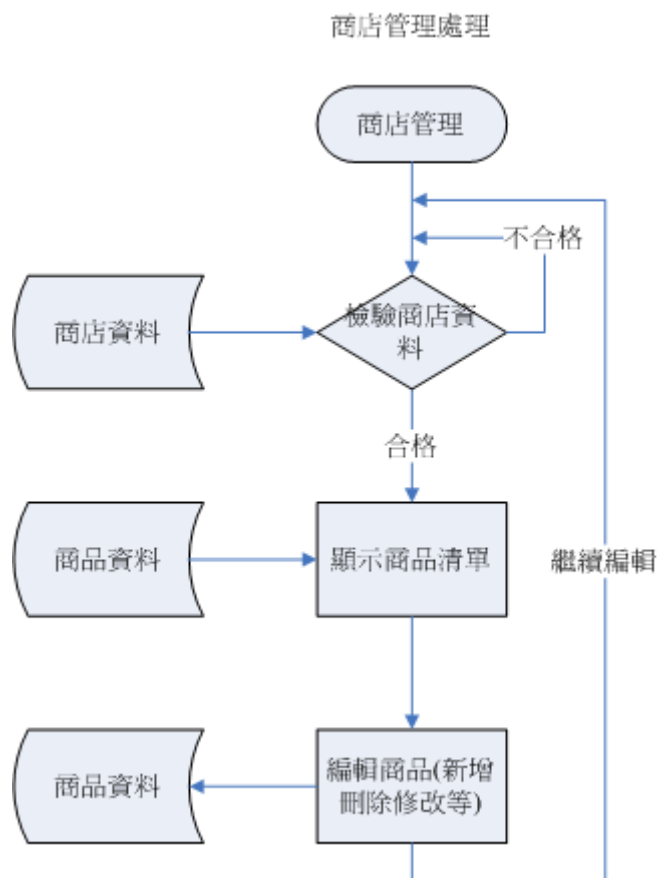 商店管理處理
商店管理
不合格
商店資料
檢驗商店資
料
合格
商品資料
顯示商品清單
繼續編輯
商品資料
編輯商品(新增
刪除修改等)